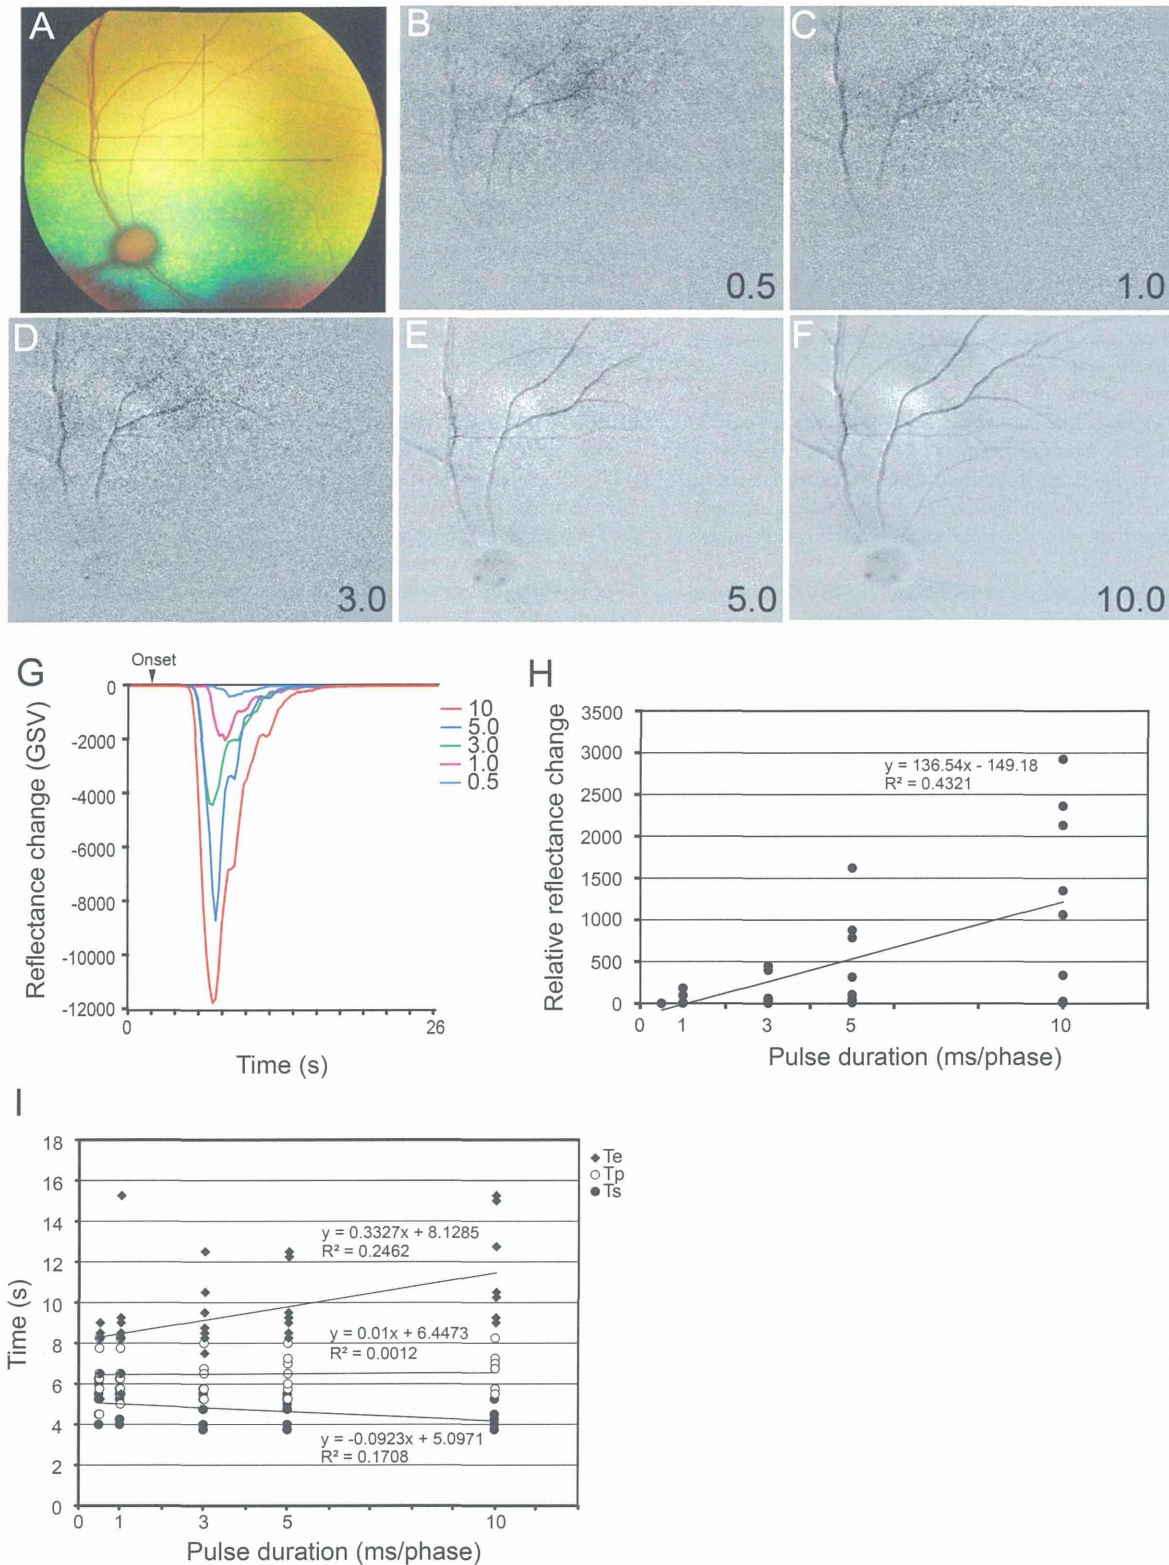 A
B
0.5
C
1.0
D
3.0
E
5.0
F
10.0
G
Onset
Reflectance change (GSV)
0
-2000
-4000
-6000
-8000
-10000
-12000
0
26
Time (s)
10
5.0
3.0
1.0
0.5
H
Relative reflectance change
3500
3000
2500
2000
1500
1000
500
0
y = 136.54x - 149.18
R² = 0.4321
0 1 3 5 10
Pulse duration (ms/phase)
I
Time (s)
18
16
14
12
10
8
6
4
2
0
Te
Tp
Ts
y = 0.3327x + 8.1285
R² = 0.2462
y = 0.01x + 6.4473
R² = 0.0012
y = -0.0923x + 5.0971
R² = 0.1708
0 1 3 5 10
Pulse duration (ms/phase)